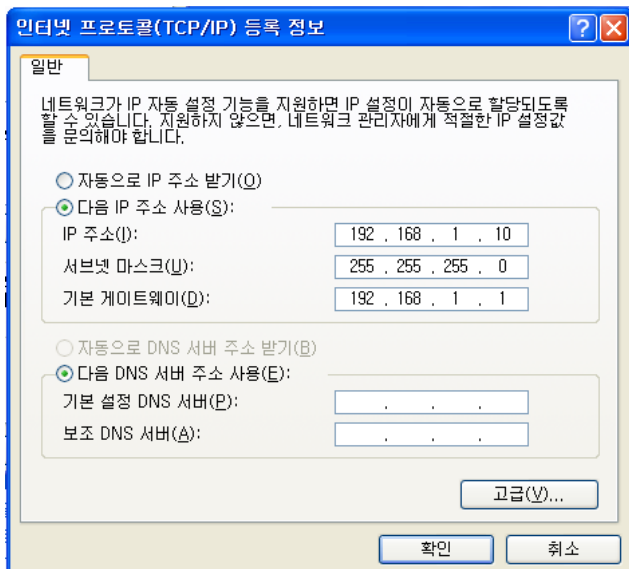 인터넷 프로토콜(TCP/IP) 등록 정보
일반
네트워크가 IP 자동 설정 기능을 지원하면 IP 설정이 자동으로 할당되도록
할 수 있습니다. 지원하지 않으면, 네트워크 관리자에게 적절한 IP 설정값
을 문의해야 합니다.
자동으로 IP 주소 받기(O)
다음 IP 주소 사용(S):
IP 주소(I): 192 . 168 . 1 . 10
서브넷 마스크(U): 255 . 255 . 255 . 0
기본 게이트웨이(D): 192 . 168 . 1 . 1
자동으로 DNS 서버 주소 받기(B)
다음 DNS 서버 주소 사용(E):
기본 설정 DNS 서버(P): . . .
보조 DNS 서버(A): . . .
고급(V)...
확인 취소